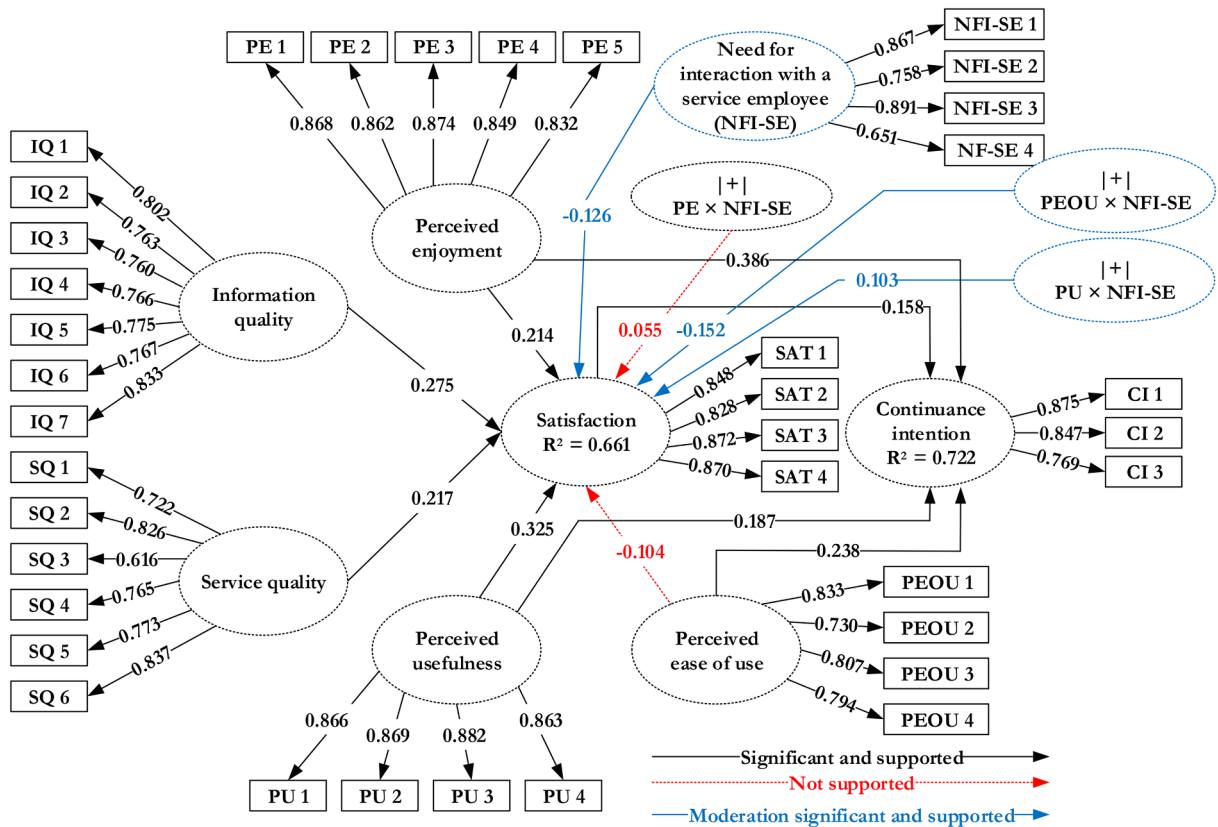 PE 1
PE 2
PE 3
PE 4
PE 5
0.868
0.862
0.874
0.849
0.832
Perceived
enjoyment
Need for
interaction with a
service employee
(NFI-SE)
0.867
0.758
0.891
0.651
NFI-SE 1
NFI-SE 2
NFI-SE 3
NF-SE 4
|+|
PE × NFI-SE
|+|
PEOU × NFI-SE
|+|
PU × NFI-SE
IQ 1
IQ 2
IQ 3
IQ 4
IQ 5
IQ 6
IQ 7
0.802
0.763
0.760
0.766
0.775
0.767
0.833
Information
quality
-0.126
0.386
0.103
0.158
0.214
0.055
-0.152
0.275
Satisfaction
R² = 0.661
0.848
0.828
0.872
0.870
SAT 1
SAT 2
SAT 3
SAT 4
Continuance
intention
R² = 0.722
0.875
0.847
0.769
CI 1
CI 2
CI 3
SQ 1
SQ 2
SQ 3
SQ 4
SQ 5
SQ 6
0.722
0.826
0.616
0.765
0.773
0.837
Service quality
0.217
0.325
0.187
-0.104
0.238
Perceived
usefulness
0.866
0.869
0.882
0.863
PU 1
PU 2
PU 3
PU 4
Perceived
ease of use
0.833
0.730
0.807
0.794
PEOU 1
PEOU 2
PEOU 3
PEOU 4
Significant and supported
Not supported
Moderation significant and supported